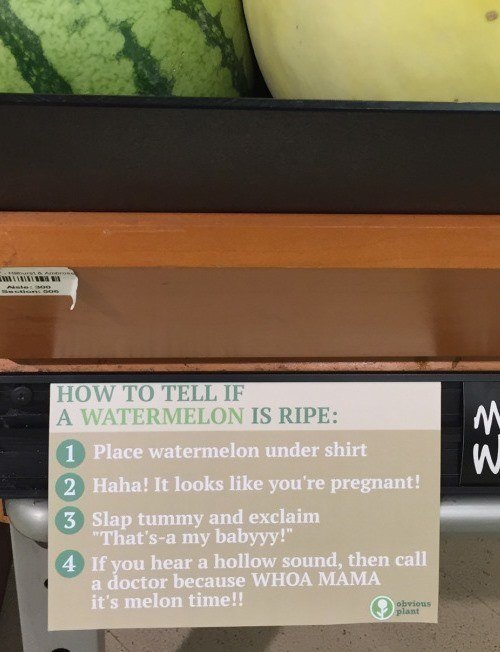 Hillhurst & Ambrose
Aisle: 300
Section: 506
HOW TO TELL IF
A WATERMELON IS RIPE:
1 Place watermelon under shirt
2 Haha! It looks like you're pregnant!
3 Slap tummy and exclaim
"That's-a my babyyy!"
4 If you hear a hollow sound, then call
a doctor because WHOA MAMA
it's melon time!!
obvious
plant